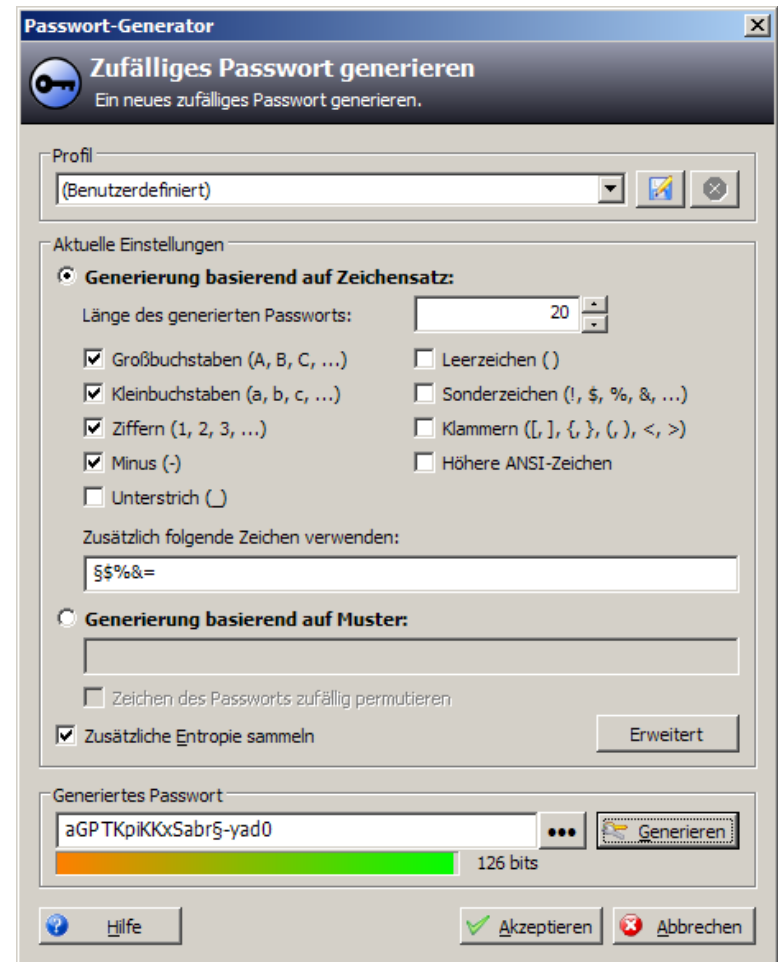 Passwort-Generator
Zufälliges Passwort generieren
Ein neues zufälliges Passwort generieren.
Profil
(Benutzerdefiniert)
Aktuelle Einstellungen
Generierung basierend auf Zeichensatz:
Länge des generierten Passworts: 20
Großbuchstaben (A, B, C, ...)
Leerzeichen ( )
Kleinbuchstaben (a, b, c, ...)
Sonderzeichen (!, $, %, &, ...)
Ziffern (1, 2, 3, ...)
Klammern ([, ], {, }, (, ), <, >)
Minus (-)
Höhere ANSI-Zeichen
Unterstrich (_)
Zusätzlich folgende Zeichen verwenden:
§$%&=
Generierung basierend auf Muster:
Zeichen des Passworts zufällig permutieren
Zusätzliche Entropie sammeln
Erweitert
Generiertes Passwort
aGPTKpiKKxSabr§-yad0
Generieren
126 bits
Hilfe
Akzeptieren
Abbrechen